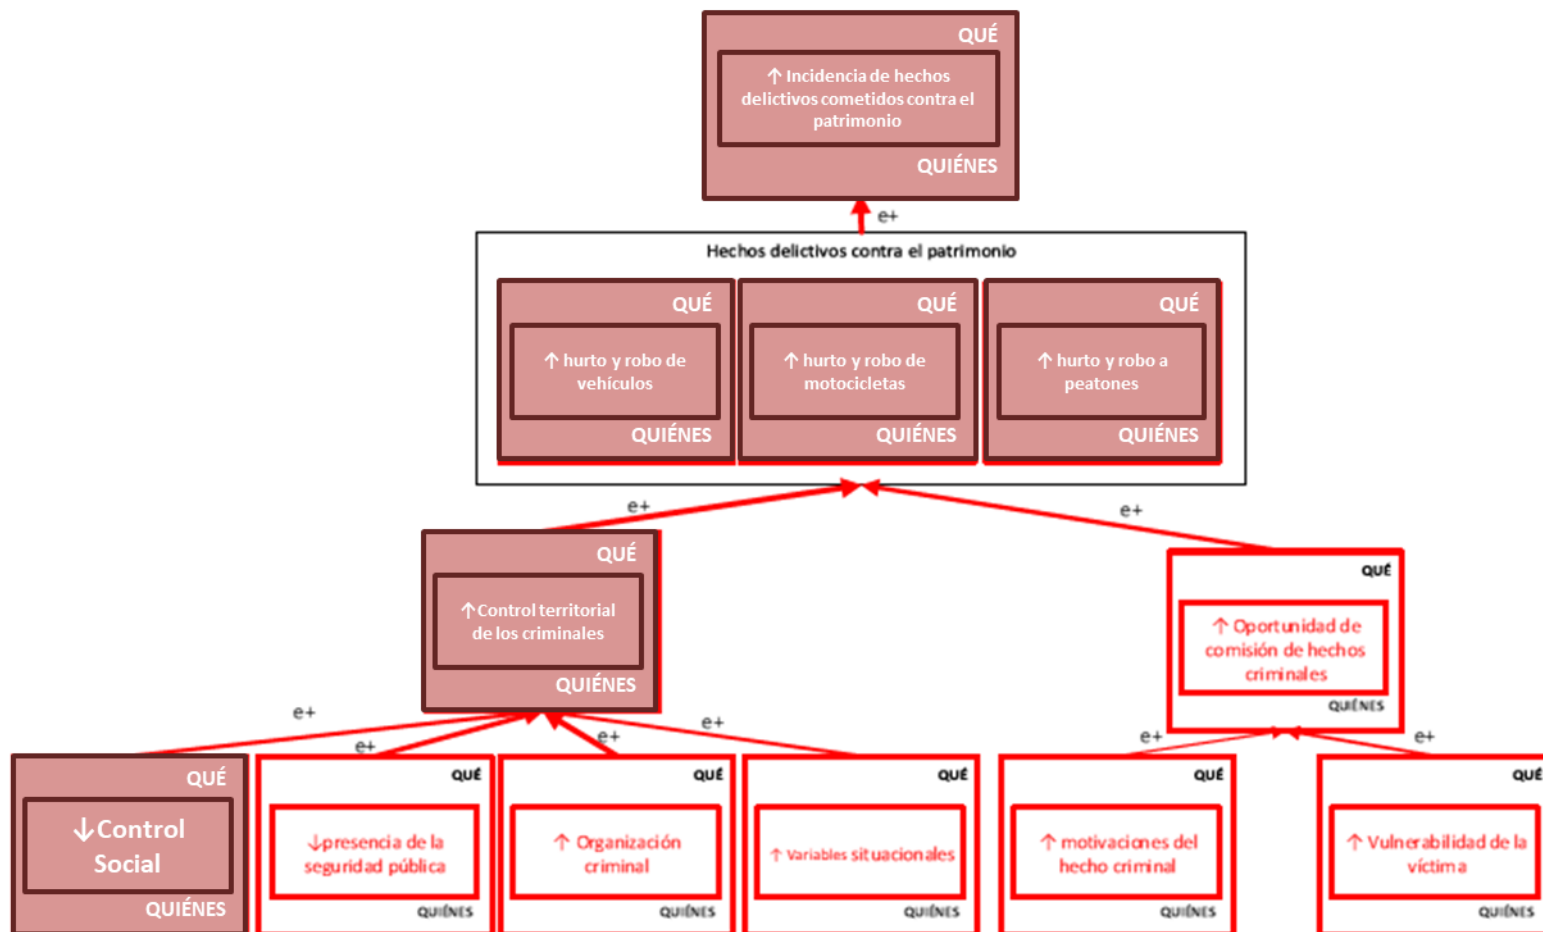 QUÉ
↑ Incidencia de hechos
delictivos cometidos contra el
patrimonio
QUIÉNES
e+
Hechos delictivos contra el patrimonio
QUÉ
↑ hurto y robo de
vehículos
QUIÉNES
QUÉ
↑ hurto y robo de
motocicletas
QUIÉNES
QUÉ
↑ hurto y robo a
peatones
QUIÉNES
e+
e+
QUÉ
↑Control territorial
de los criminales
QUIÉNES
QUÉ
↑ Oportunidad de
comisión de hechos
criminales
QUIÉNES
e+
e+
e+
e+
e+
e+
QUÉ
↓Control
Social
QUIÉNES
QUÉ
↓presencia de la
seguridad pública
QUIÉNES
QUÉ
↑ Organización
criminal
QUIÉNES
QUÉ
↑ Variables situacionales
QUIÉNES
QUÉ
↑ motivaciones del
hecho criminal
QUIÉNES
QUÉ
↑ Vulnerabilidad de la
víctima
QUIÉNES